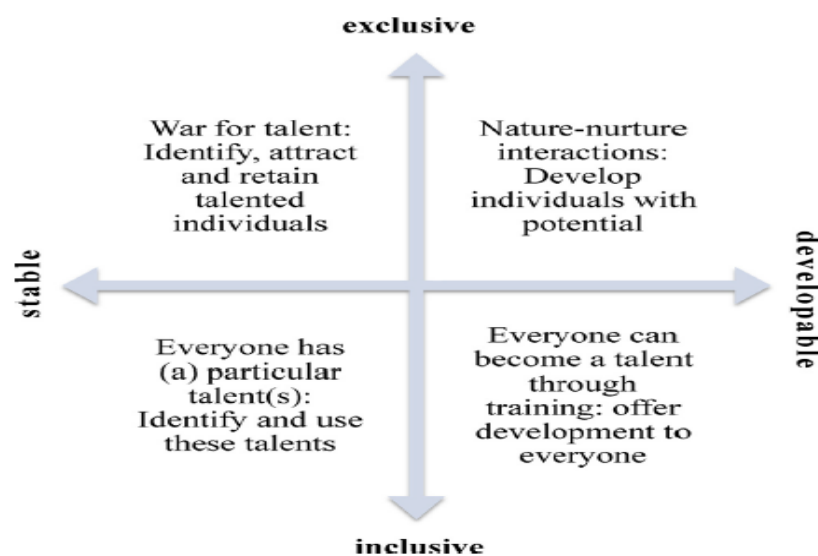 exclusive
War for talent:
Identify, attract
and retain
talented
individuals
Nature-nurture
interactions:
Develop
individuals with
potential
stable
developable
Everyone has
(a) particular
talent(s):
Identify and use
these talents
Everyone can
become a talent
through
training: offer
development to
everyone
inclusive